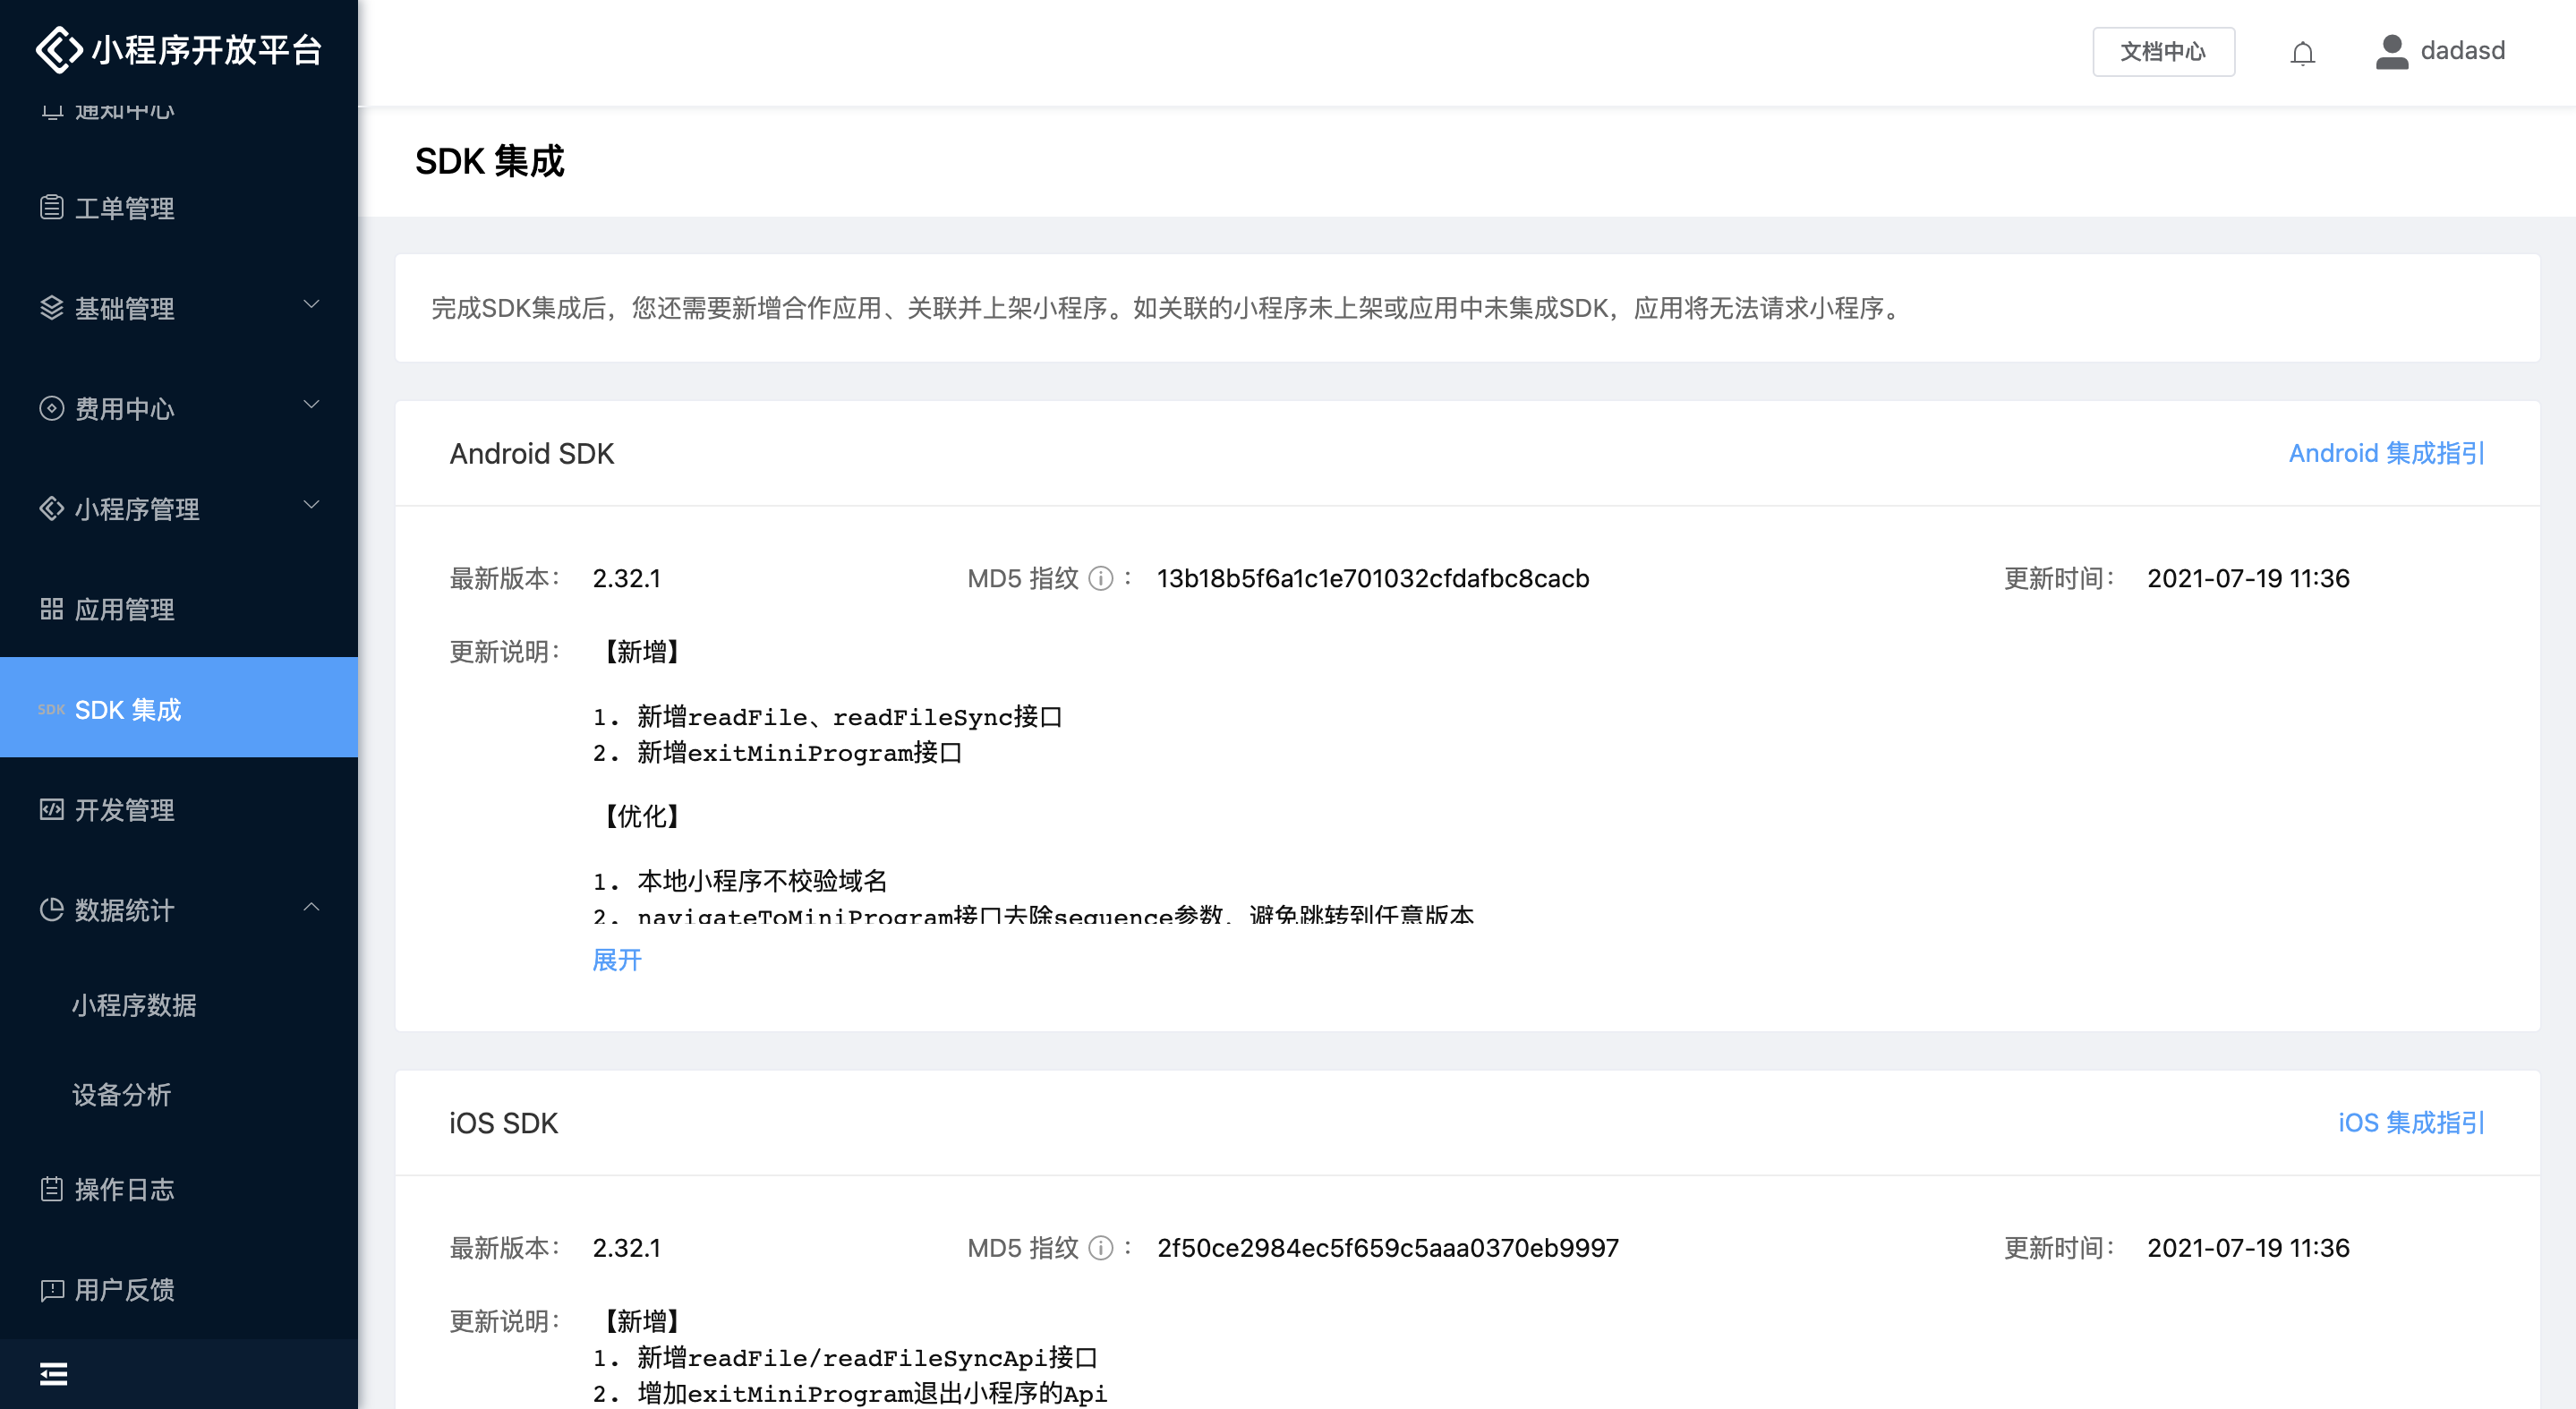 小程序开放平台
文档中心
dadasd
通知中心
工单管理
基础管理
费用中心
小程序管理
应用管理
SDK SDK 集成
开发管理
数据统计
小程序数据
设备分析
操作日志
用户反馈
SDK 集成
完成SDK集成后，您还需要新增合作应用、关联并上架小程序。如关联的小程序未上架或应用中未集成SDK，应用将无法请求小程序。
Android SDK
Android 集成指引
最新版本： 2.32.1 MD5 指纹 ： 13b18b5f6a1c1e701032cfdafbc8cacb 更新时间： 2021-07-19 11:36
更新说明： 【新增】
1. 新增readFile、readFileSync接口
2. 新增exitMiniProgram接口
【优化】
1. 本地小程序不校验域名
2. navigateToMiniProgram接口去除sequence参数，避免跳转到任意版本
展开
iOS SDK
iOS 集成指引
最新版本： 2.32.1 MD5 指纹 ： 2f50ce2984ec5f659c5aaa0370eb9997 更新时间： 2021-07-19 11:36
更新说明： 【新增】
1. 新增readFile/readFileSyncApi接口
2. 增加exitMiniProgram退出小程序的Api